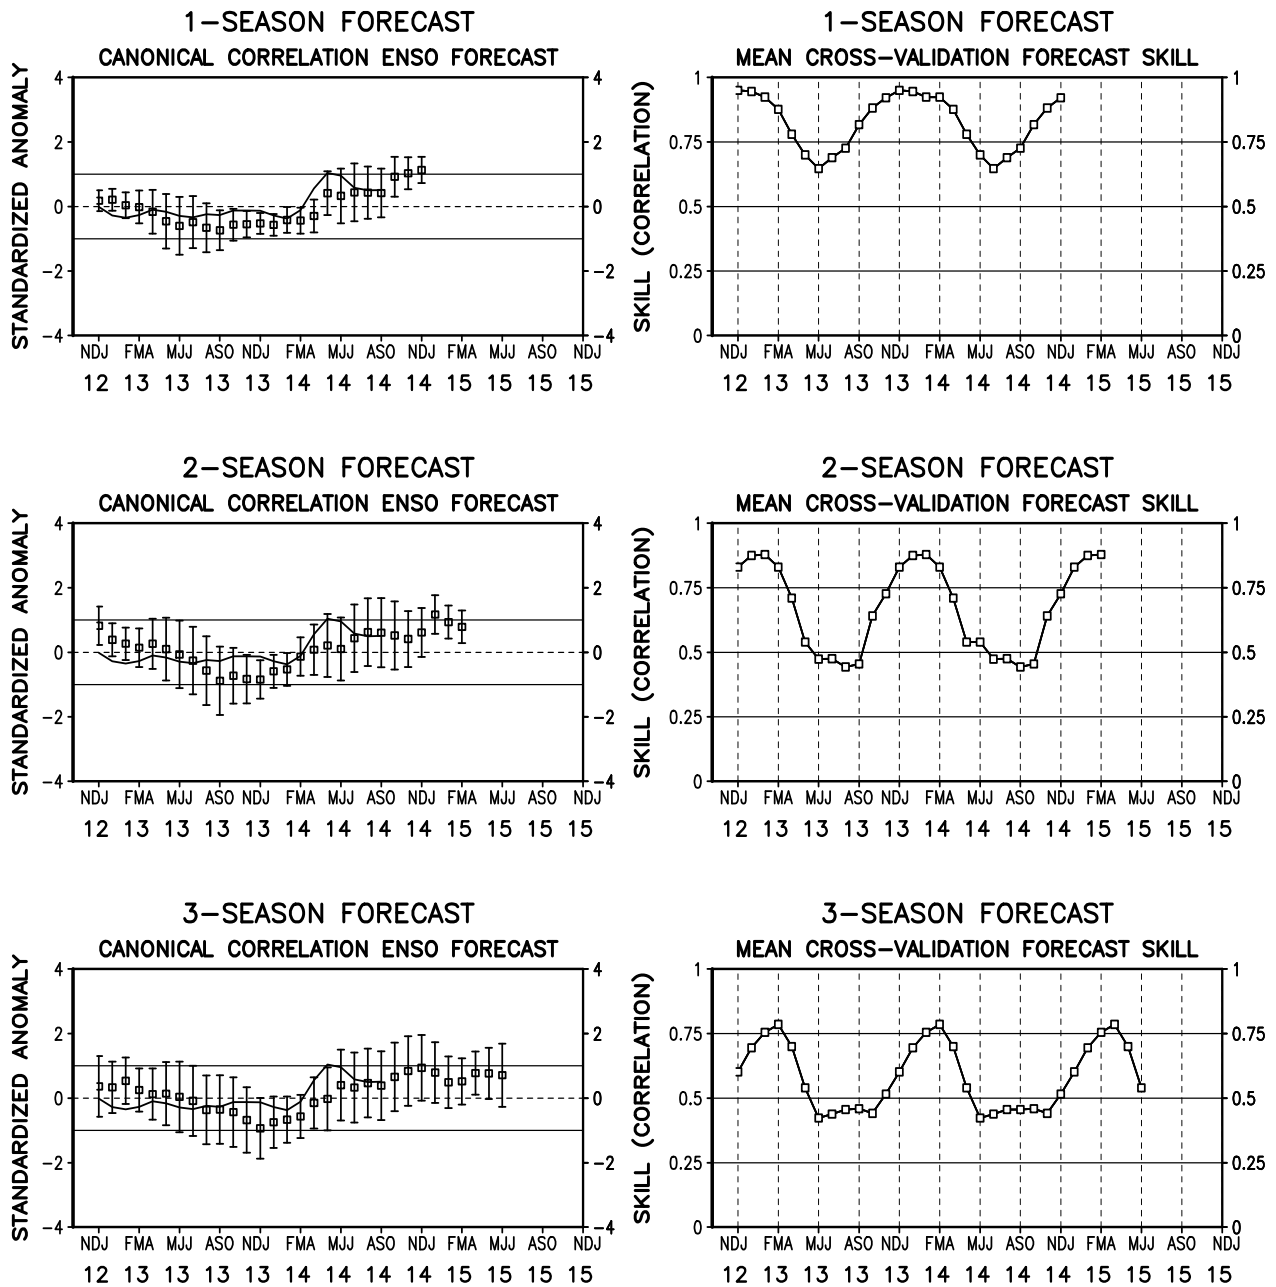 1-SEASON FORECAST
CANONICAL CORRELATION ENSO FORECAST
STANDARDIZED ANOMALY
4 4
2 2
0 0
-2 -2
-4 -4
NDJ FMA MJJ ASO NDJ FMA MJJ ASO NDJ FMA MJJ ASO NDJ
12 13 13 13 13 14 14 14 14 15 15 15 15
1-SEASON FORECAST
MEAN CROSS-VALIDATION FORECAST SKILL
SKILL (CORRELATION)
1 1
0.75 0.75
0.5 0.5
0.25 0.25
0 0
NDJ FMA MJJ ASO NDJ FMA MJJ ASO NDJ FMA MJJ ASO NDJ
12 13 13 13 13 14 14 14 14 15 15 15 15
2-SEASON FORECAST
CANONICAL CORRELATION ENSO FORECAST
STANDARDIZED ANOMALY
4 4
2 2
0 0
-2 -2
-4 -4
NDJ FMA MJJ ASO NDJ FMA MJJ ASO NDJ FMA MJJ ASO NDJ
12 13 13 13 13 14 14 14 14 15 15 15 15
2-SEASON FORECAST
MEAN CROSS-VALIDATION FORECAST SKILL
SKILL (CORRELATION)
1 1
0.75 0.75
0.5 0.5
0.25 0.25
0 0
NDJ FMA MJJ ASO NDJ FMA MJJ ASO NDJ FMA MJJ ASO NDJ
12 13 13 13 13 14 14 14 14 15 15 15 15
3-SEASON FORECAST
CANONICAL CORRELATION ENSO FORECAST
STANDARDIZED ANOMALY
4 4
2 2
0 0
-2 -2
-4 -4
NDJ FMA MJJ ASO NDJ FMA MJJ ASO NDJ FMA MJJ ASO NDJ
12 13 13 13 13 14 14 14 14 15 15 15 15
3-SEASON FORECAST
MEAN CROSS-VALIDATION FORECAST SKILL
SKILL (CORRELATION)
1 1
0.75 0.75
0.5 0.5
0.25 0.25
0 0
NDJ FMA MJJ ASO NDJ FMA MJJ ASO NDJ FMA MJJ ASO NDJ
12 13 13 13 13 14 14 14 14 15 15 15 15